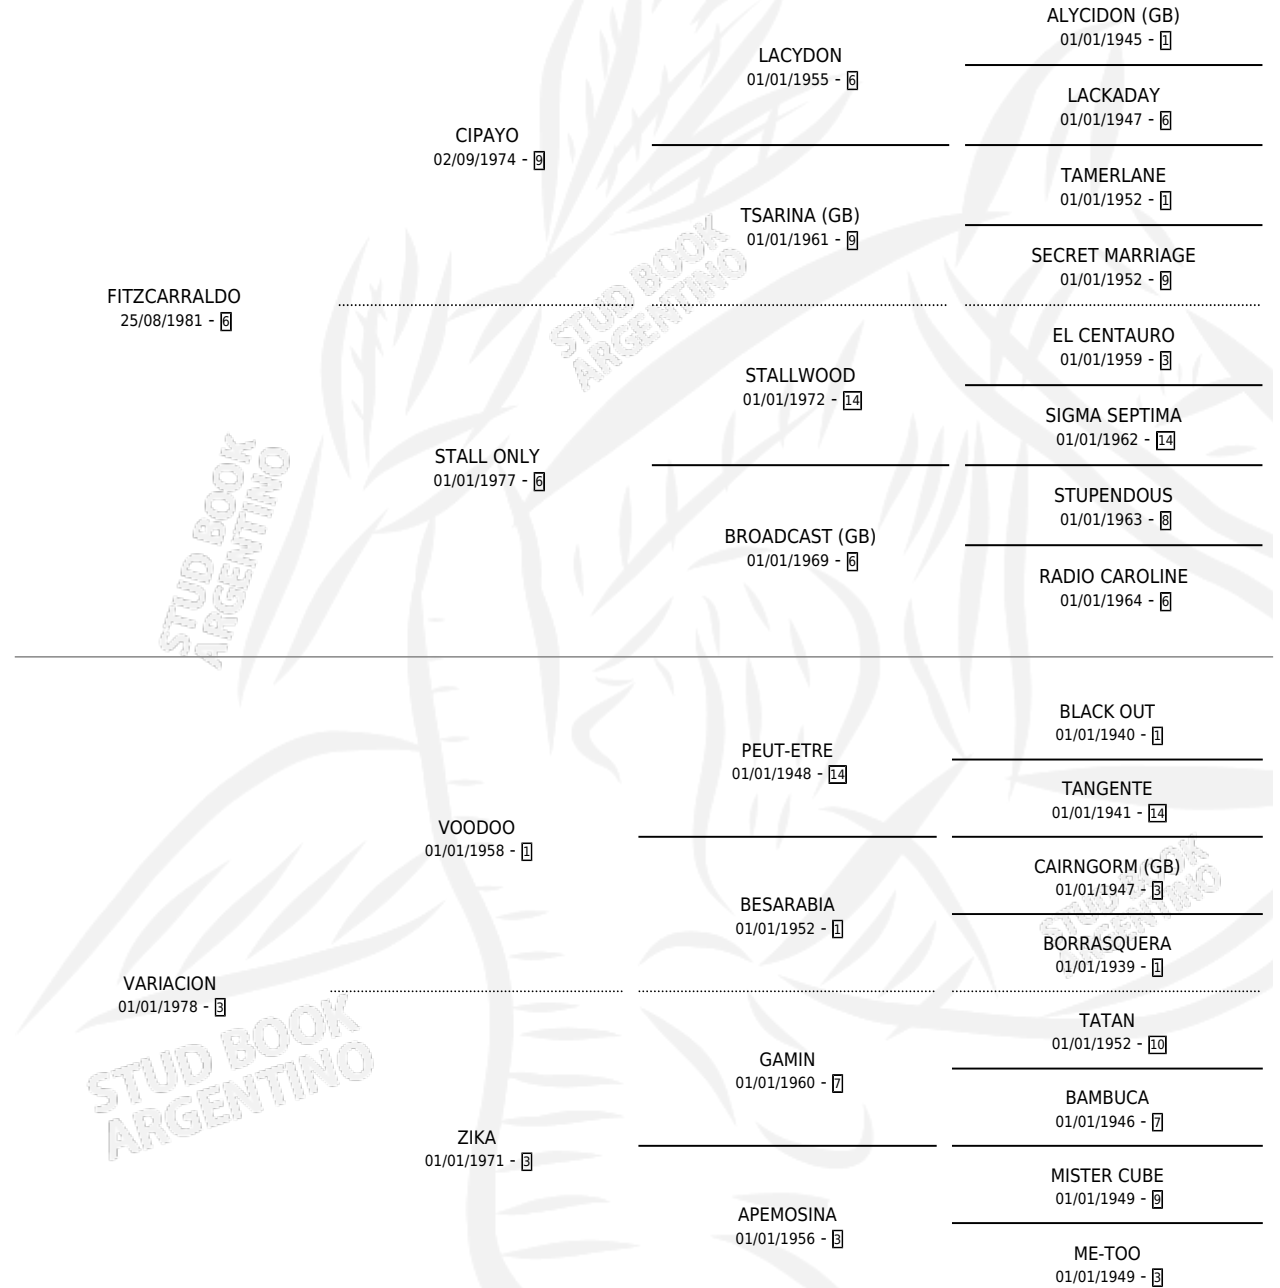 ALYCIDON (GB)
01/01/1945 - 1
LACYDON
01/01/1955 - 6
LACKADAY
01/01/1947 - 6
CIPAYO
02/09/1974 - 9
TAMERLANE
01/01/1952 - 1
TSARINA (GB)
01/01/1961 - 9
SECRET MARRIAGE
01/01/1952 - 9
FITZCARRALDO
25/08/1981 - 6
STUD BOOK
ARGENTINO
EL CENTAURO
01/01/1959 - 3
STALLWOOD
01/01/1972 - 14
SIGMA SEPTIMA
01/01/1962 - 14
STALL ONLY
01/01/1977 - 6
STUPENDOUS
01/01/1963 - 8
BROADCAST (GB)
01/01/1969 - 6
RADIO CAROLINE
01/01/1964 - 6
STUD BOOK
ARGENTINO
BLACK OUT
01/01/1940 - 1
PEUT-ETRE
01/01/1948 - 14
TANGENTE
01/01/1941 - 14
VOODOO
01/01/1958 - 1
CAIRNGORM (GB)
01/01/1947 - 3
BESARABIA
01/01/1952 - 1
BORRASQUERA
01/01/1939 - 1
STUD BOOK
ARGENTINO
VARIACION
01/01/1978 - 3
TATAN
01/01/1952 - 10
GAMIN
01/01/1960 - 7
BAMBUCA
01/01/1946 - 7
STUD BOOK
ARGENTINO
ZIKA
01/01/1971 - 3
MISTER CUBE
01/01/1949 - 9
APEMOSINA
01/01/1956 - 3
ME-TOO
01/01/1949 - 3